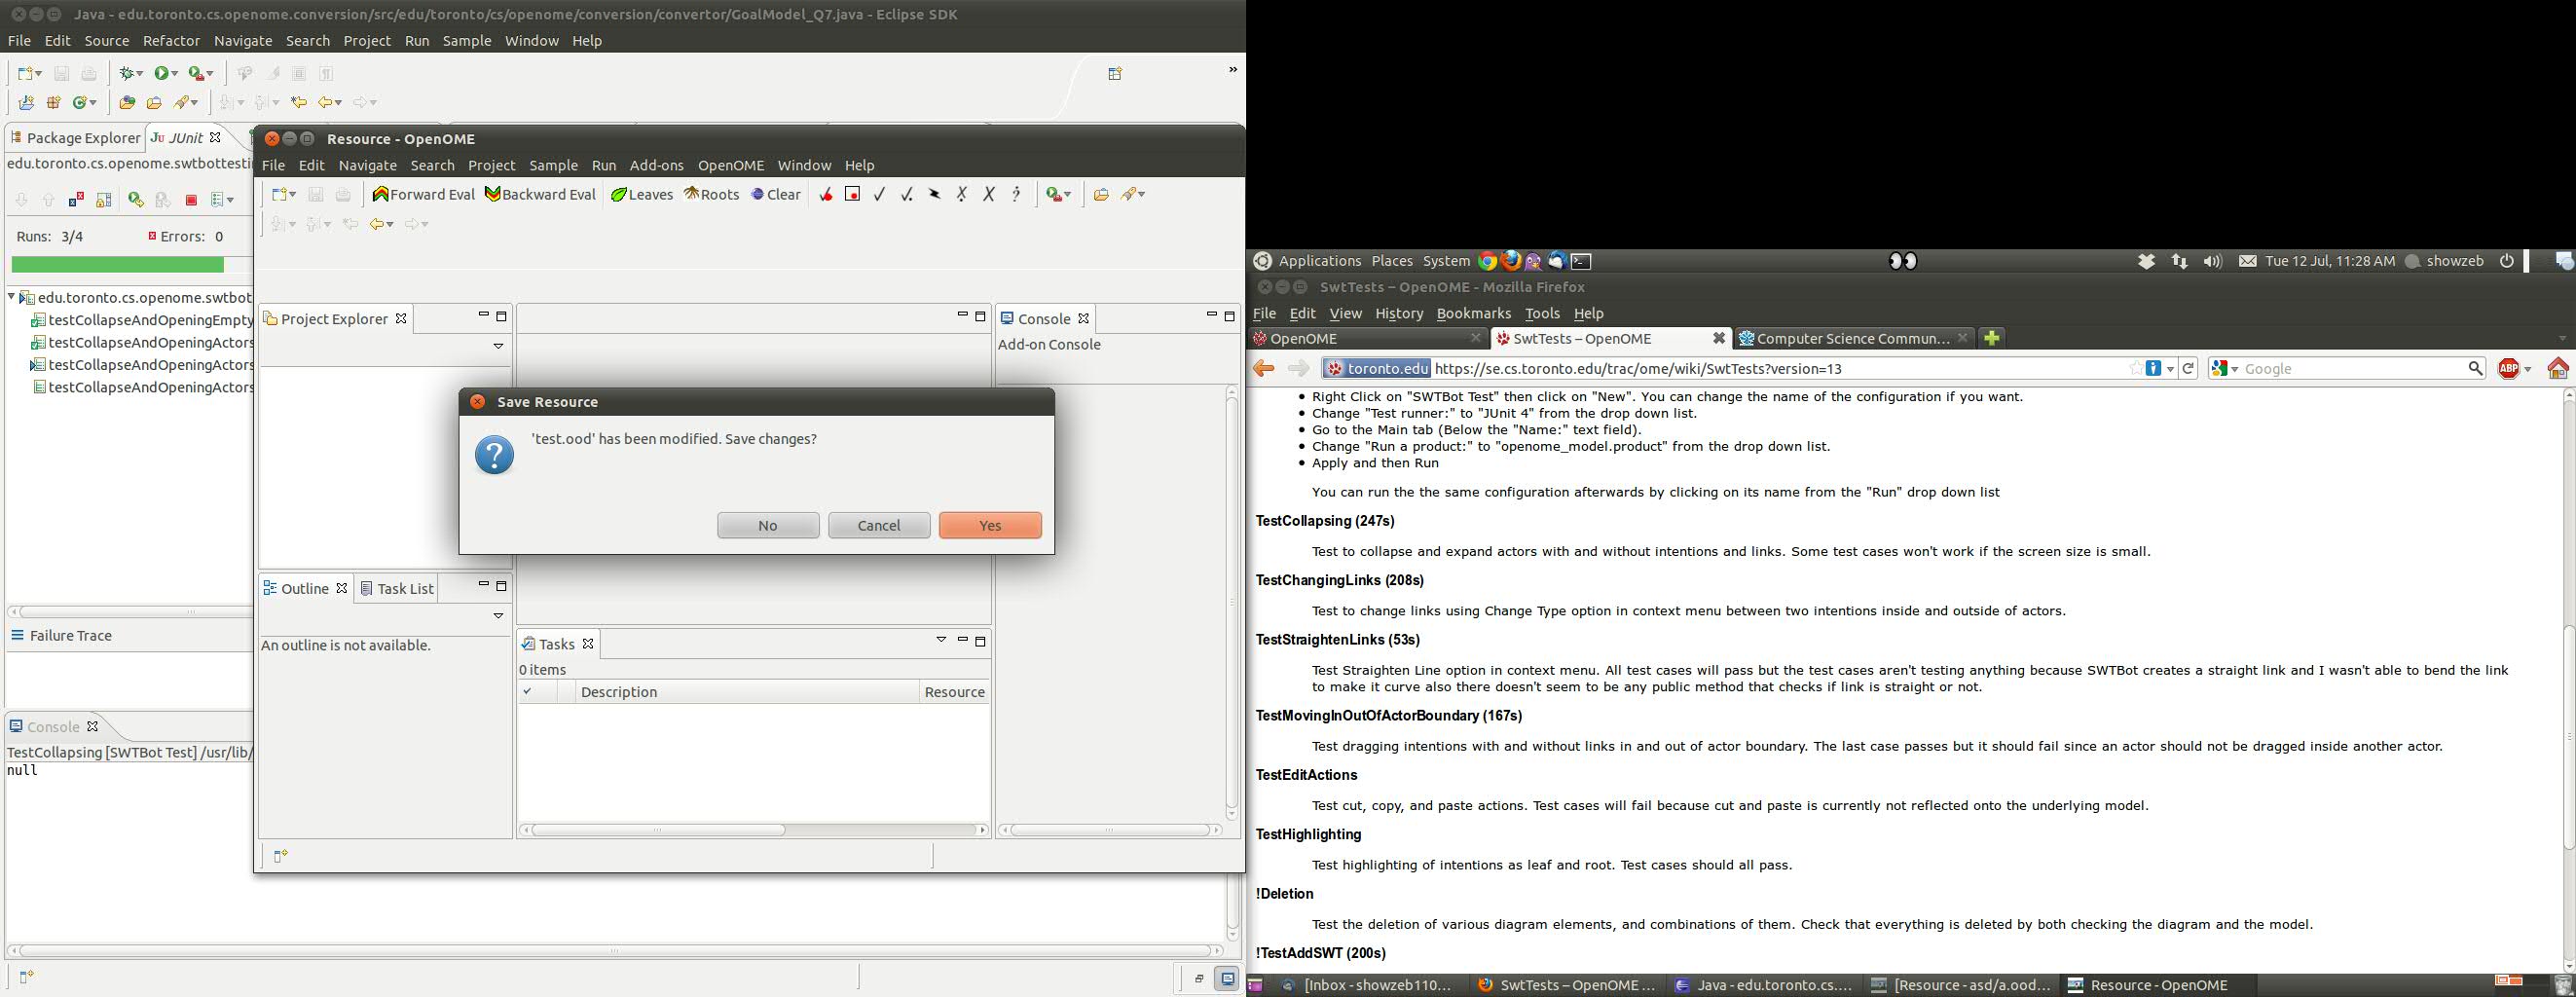 Java - edu.toronto.cs.openome.conversion/src/edu/toronto/cs/openome/conversion/convertor/GoalModel_Q7.java - Eclipse SDK
File Edit Source Refactor Navigate Search Project Run Sample Window Help
Package Explorer JUnit
edu.toronto.cs.openome.swtbottesti
Runs: 3/4 Errors: 0
edu.toronto.cs.openome.swtbot
testCollapseAndOpeningEmpty
testCollapseAndOpeningActors
testCollapseAndOpeningActors
testCollapseAndOpeningActors
Failure Trace
Console
TestCollapsing [SWTBot Test] /usr/lib/
null
Resource - OpenOME
File Edit Navigate Search Project Sample Run Add-ons OpenOME Window Help
Forward Eval Backward Eval Leaves Roots Clear
Project Explorer
Console
Add-on Console
Save Resource
'test.ood' has been modified. Save changes?
No Cancel Yes
Outline Task List
An outline is not available.
Tasks
0 items
Description Resource
Applications Places System Tue 12 Jul, 11:28 AM showzeb
SwtTests – OpenOME - Mozilla Firefox
File Edit View History Bookmarks Tools Help
OpenOME SwtTests – OpenOME Computer Science Commun...
toronto.edu https://se.cs.toronto.edu/trac/ome/wiki/SwtTests?version=13 Google ABP
• Right Click on "SWTBot Test" then click on "New". You can change the name of the configuration if you want.
• Change "Test runner:" to "JUnit 4" from the drop down list.
• Go to the Main tab (Below the "Name:" text field).
• Change "Run a product:" to "openome_model.product" from the drop down list.
• Apply and then Run
You can run the the same configuration afterwards by clicking on its name from the "Run" drop down list
TestCollapsing (247s)
Test to collapse and expand actors with and without intentions and links. Some test cases won't work if the screen size is small.
TestChangingLinks (208s)
Test to change links using Change Type option in context menu between two intentions inside and outside of actors.
TestStraightenLinks (53s)
Test Straighten Line option in context menu. All test cases will pass but the test cases aren't testing anything because SWTBot creates a straight link and I wasn't able to bend the link
to make it curve also there doesn't seem to be any public method that checks if link is straight or not.
TestMovingInOutOfActorBoundary (167s)
Test dragging intentions with and without links in and out of actor boundary. The last case passes but it should fail since an actor should not be dragged inside another actor.
TestEditActions
Test cut, copy, and paste actions. Test cases will fail because cut and paste is currently not reflected onto the underlying model.
TestHighlighting
Test highlighting of intentions as leaf and root. Test cases should all pass.
!Deletion
Test the deletion of various diagram elements, and combinations of them. Check that everything is deleted by both checking the diagram and the model.
!TestAddSWT (200s)
[Inbox - showzeb110... SwtTests – OpenOME ... Java - edu.toronto.cs.... [Resource - asd/a.ood... Resource - OpenOME